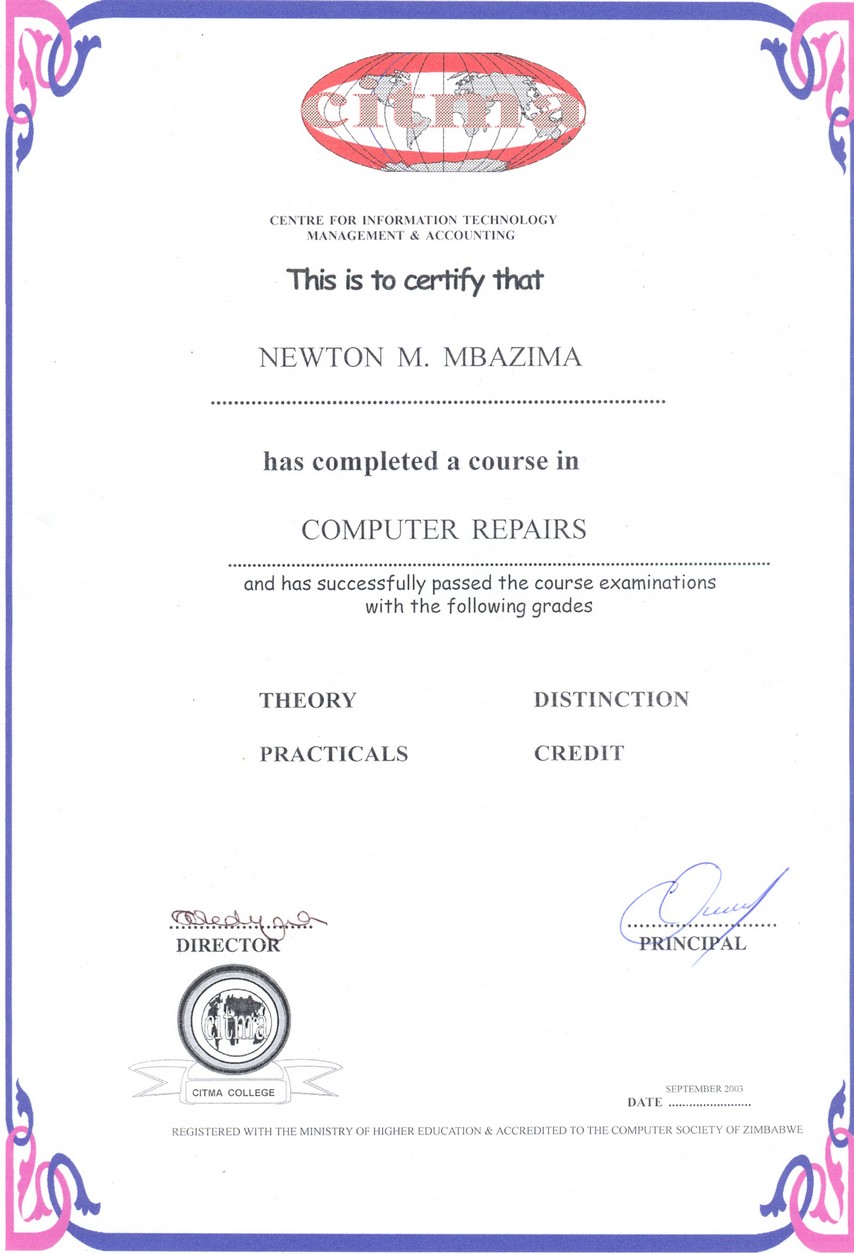 citma
CENTRE FOR INFORMATION TECHNOLOGY
MANAGEMENT & ACCOUNTING
This is to certify that
NEWTON M. MBAZIMA
has completed a course in
COMPUTER REPAIRS
and has successfully passed the course examinations
with the following grades
THEORY DISTINCTION
PRACTICALS CREDIT
DIRECTOR PRINCIPAL
citma
CITMA COLLEGE
SEPTEMBER 2003
DATE ........................
REGISTERED WITH THE MINISTRY OF HIGHER EDUCATION & ACCREDITED TO THE COMPUTER SOCIETY OF ZIMBABWE